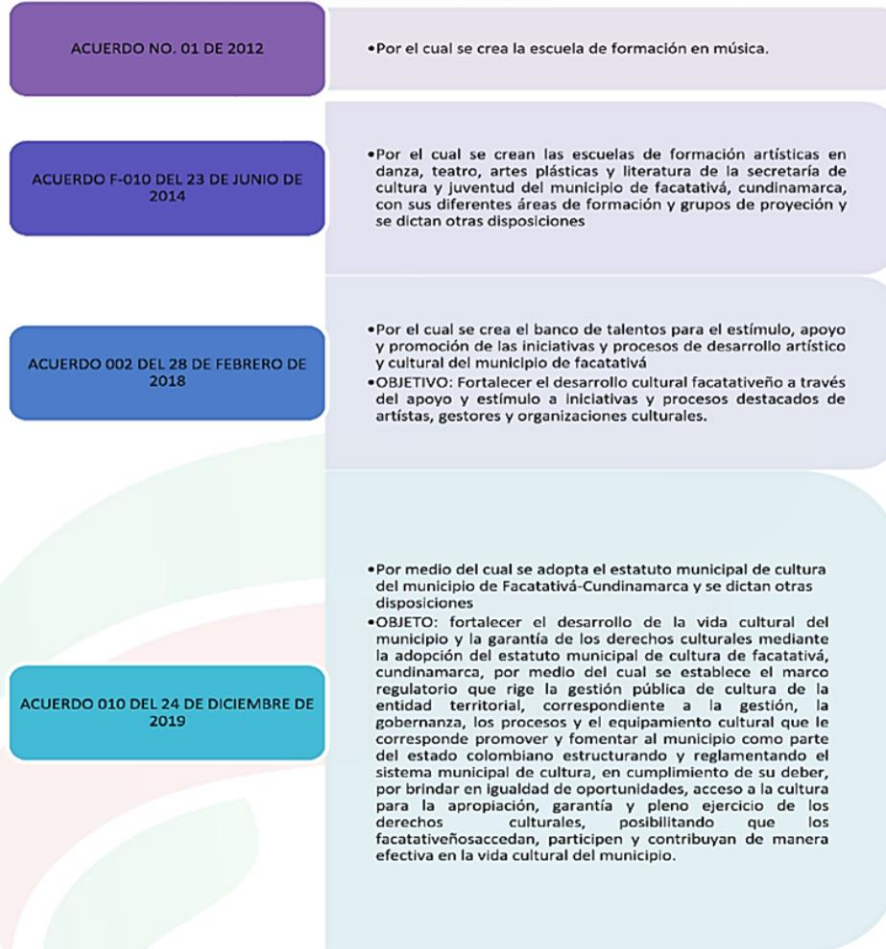 ACUERDO NO. 01 DE 2012
•Por el cual se crea la escuela de formación en música.
ACUERDO F-010 DEL 23 DE JUNIO DE
2014
•Por el cual se crean las escuelas de formación artísticas en
danza, teatro, artes plásticas y literatura de la secretaría de
cultura y juventud del municipio de facatativá, cundinamarca,
con sus diferentes áreas de formación y grupos de proyeción y
se dictan otras disposiciones
ACUERDO 002 DEL 28 DE FEBRERO DE
2018
•Por el cual se crea el banco de talentos para el estímulo, apoyo
y promoción de las iniciativas y procesos de desarrollo artístico
y cultural del municipio de facatativá
•OBJETIVO: Fortalecer el desarrollo cultural facatativeño a través
del apoyo y estímulo a iniciativas y procesos destacados de
artístas, gestores y organizaciones culturales.
ACUERDO 010 DEL 24 DE DICIEMBRE DE
2019
•Por medio del cual se adopta el estatuto municipal de cultura
del municipio de Facatativá-Cundinamarca y se dictan otras
disposiciones
•OBJETO: fortalecer el desarrollo de la vida cultural del
municipio y la garantía de los derechos culturales mediante
la adopción del estatuto municipal de cultura de facatativá,
cundinamarca, por medio del cual se establece el marco
regulatorio que rige la gestión pública de cultura de la
entidad territorial, correspondiente a la gestión, la
gobernanza, los procesos y el equipamiento cultural que le
corresponde promover y fomentar al municipio como parte
del estado colombiano estructurando y reglamentando el
sistema municipal de cultura, en cumplimiento de su deber,
por brindar en igualdad de oportunidades, acceso a la cultura
para la apropiación, garantía y pleno ejercicio de los
derechos culturales, posibilitando que los
facatativeñosaccedan, participen y contribuyan de manera
efectiva en la vida cultural del municipio.